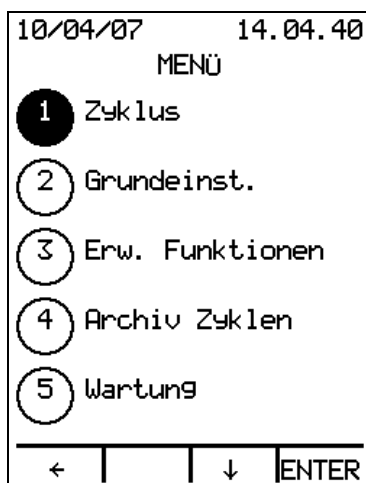 10/04/07 14.04.40
MENÜ
1 Zyklus
2 Grundeinst.
3 Erw. Funktionen
4 Archiv Zyklen
5 Wartung
← ↓ ENTER